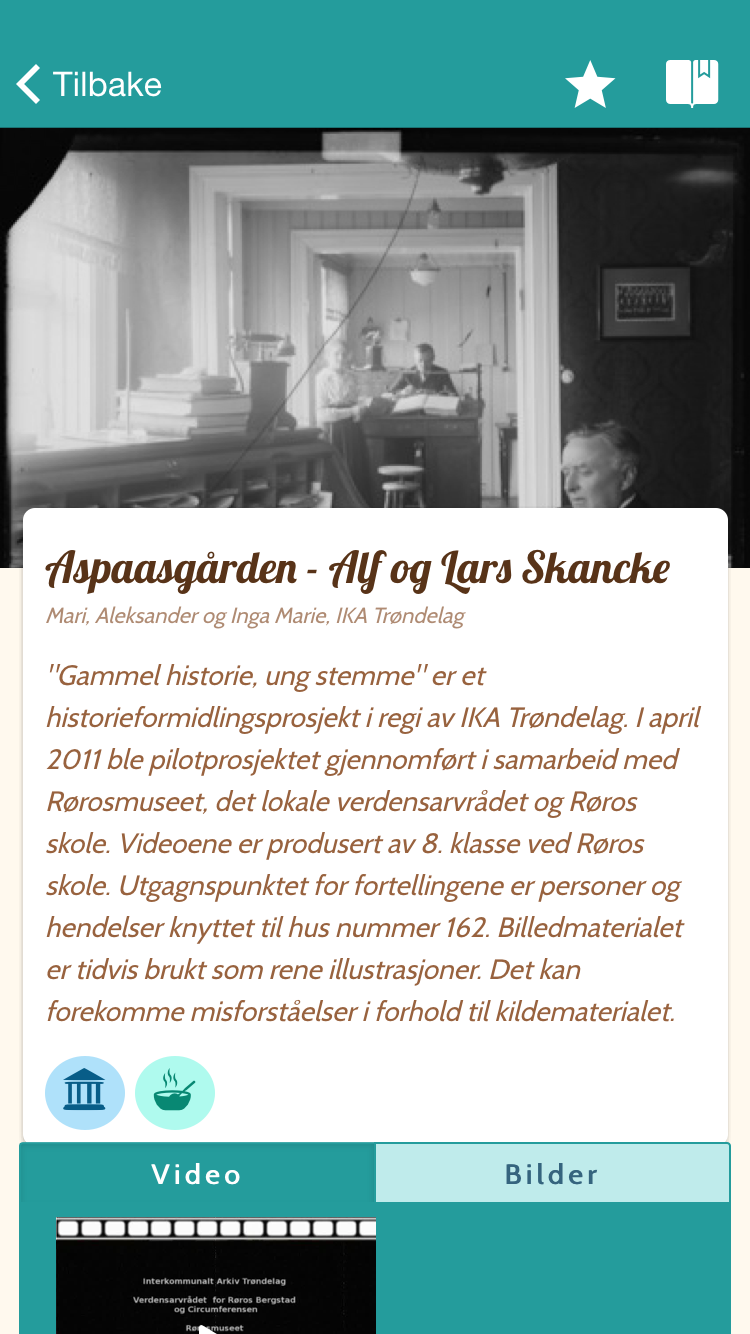 Tilbake
Aspaasgården - Alf og Lars Skancke
Mari, Aleksander og Inga Marie, IKA Trøndelag
"Gammel historie, ung stemme" er et
historieformidlingsprosjekt i regi av IKA Trøndelag. I april
2011 ble pilotprosjektet gjennomført i samarbeid med
Rørosmuseet, det lokale verdensarvrådet og Røros
skole. Videoene er produsert av 8. klasse ved Røros
skole. Utgagnspunktet for fortellingene er personer og
hendelser knyttet til hus nummer 162. Billedmaterialet
er tidvis brukt som rene illustrasjoner. Det kan
forekomme misforståelser i forhold til kildematerialet.
Video Bilder
Interkommunalt Arkiv Trøndelag
Verdensarvrådet for Røros Bergstad
og Circumferensen
Rørosmuseet